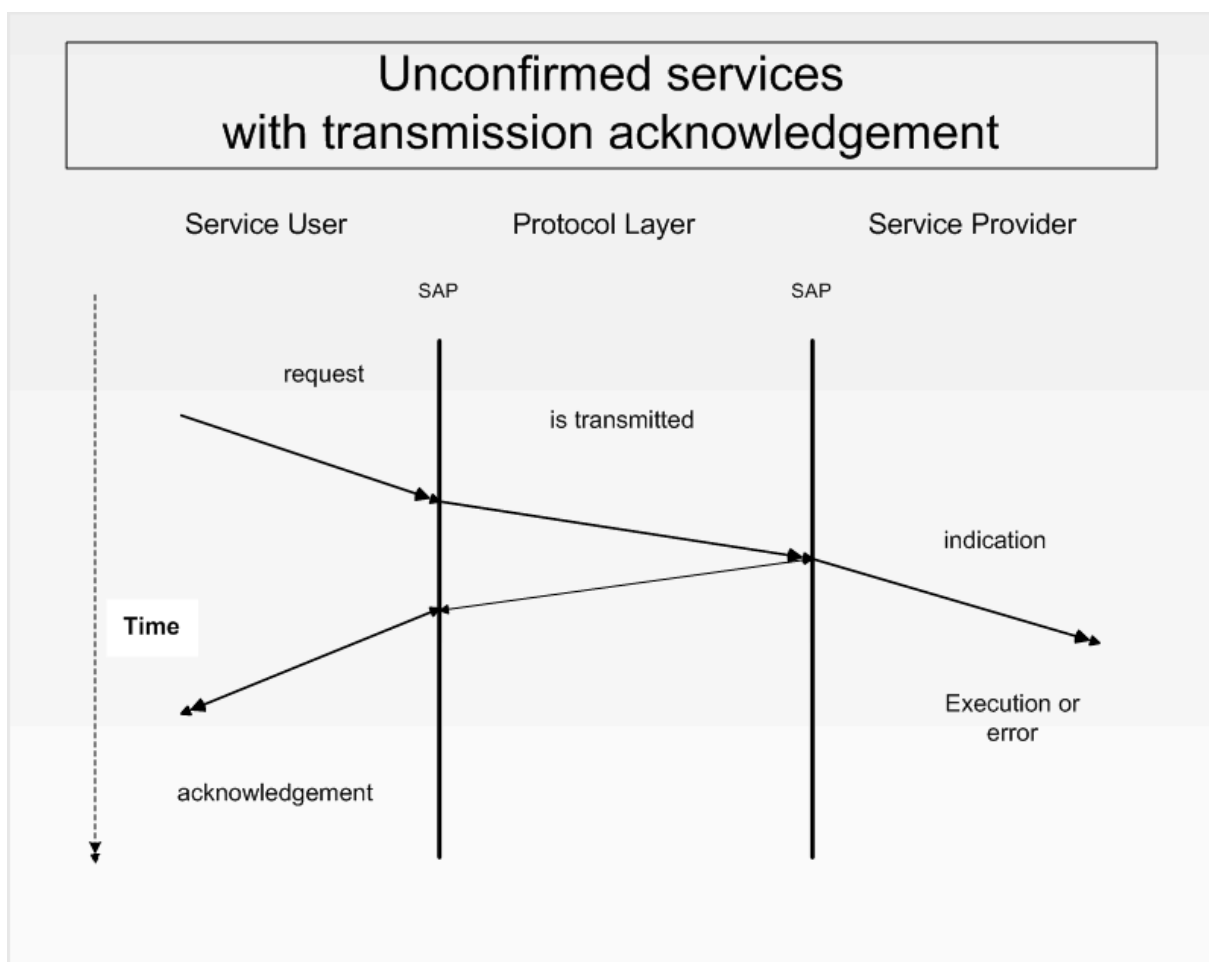 Unconfirmed services
with transmission acknowledgement
Service User
Protocol Layer
Service Provider
SAP
SAP
request
is transmitted
indication
Time
Execution or
error
acknowledgement